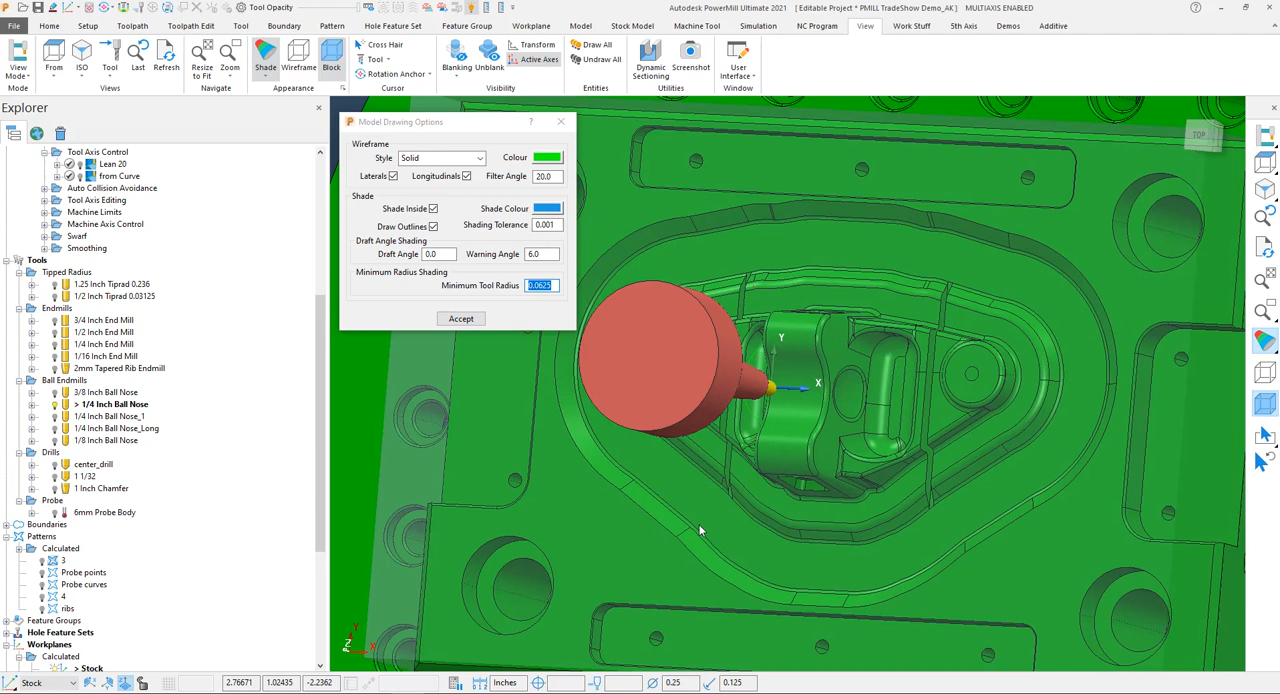 Tool Opacity
Autodesk PowerMill Ultimate 2021 [ Editable Project * PMILL TradeShow Demo_AK ] MULTIAXIS ENABLED
File Home Setup Toolpath Toolpath Edit Tool Boundary Pattern Hole Feature Set Feature Group Workplane Model Stock Model Machine Tool Simulation NC Program View 5th Axis Demos Additive
View Mode
From
ISO
Tool
Last
Refresh
Resize to Fit
Zoom
Shade
Wireframe
Block
Cross Hair
Tool
Rotation Anchor
Blanking
Unblank
Transform
Active Axes
Draw All
Undraw All
Dynamic Sectioning
Screenshot
User Interface
Mode Views Navigate Appearance Cursor Visibility Entities Utilities Window
Explorer
Tool Axis Control
Lean 20
from Curve
Auto Collision Avoidance
Tool Axis Editing
Machine Limits
Machine Axis Control
Swarf
Smoothing
Tools
Tipped Radius
1.25 Inch Tiprad 0.236
1/2 Inch Tiprad 0.03125
Endmills
3/4 Inch End Mill
1/2 Inch End Mill
1/4 Inch End Mill
1/16 Inch End Mill
2mm Tapered Rib Endmill
Ball Endmills
3/8 Inch Ball Nose
> 1/4 Inch Ball Nose
1/4 Inch Ball Nose_1
1/4 Inch Ball Nose_Long
1/8 Inch Ball Nose
Drills
center_drill
1 1/32
1 Inch Chamfer
Probe
6mm Probe Body
Boundaries
Patterns
Calculated
3
Probe points
Probe curves
4
ribs
Feature Groups
Hole Feature Sets
Workplanes
Calculated
> Stock
Model Drawing Options
Wireframe
Style Solid Colour
Laterals Longitudinals Filter Angle 20.0
Shade
Shade Inside Shade Colour
Draw Outlines Shading Tolerance 0.001
Draft Angle Shading
Draft Angle 0.0 Warning Angle 6.0
Minimum Radius Shading
Minimum Tool Radius 0.0625
Accept
TOP
Y
X
Y
Z
X
Stock 2.76671 1.02435 -2.2362 Inches 0.25 0.125